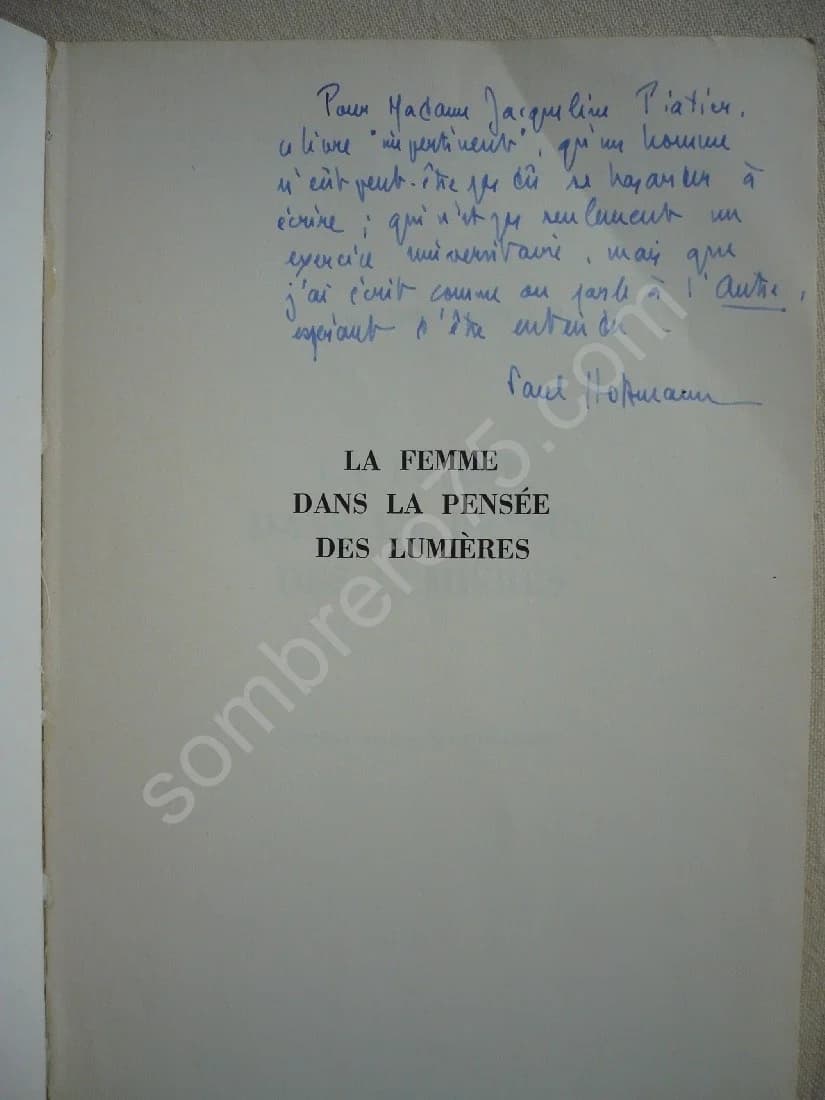 Pour Madame Jacqueline Piatier,
ce livre "impertinent", qu'un homme
n'eût peut-être pas dû se hasarder à
écrire ; qui n'est pas seulement un
exercice universitaire, mais que
j'ai écrit comme on parle à l'Autre,
espérant d'être entendu.
Paul Hoffmann
LA FEMME
DANS LA PENSÉE
DES LUMIÈRES
sombrero75.com